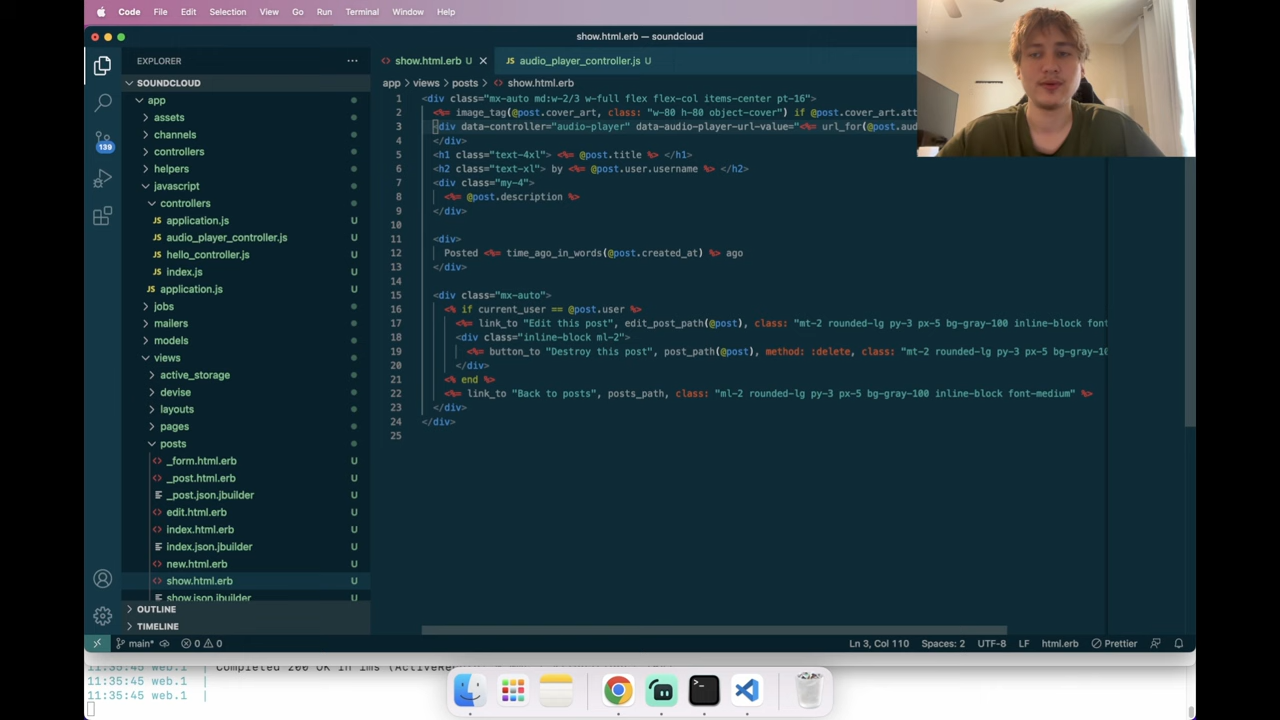 Code File Edit Selection View Go Run Terminal Window Help
show.html.erb — soundcloud
EXPLORER
show.html.erb U
audio_player_controller.js U
SOUNDCLOUD
app
assets
channels
controllers
helpers
javascript
controllers
application.js U
audio_player_controller.js U
hello_controller.js U
index.js U
application.js U
jobs
mailers
models
views
active_storage
devise
layouts
pages
posts
_form.html.erb U
_post.html.erb U
_post.json.jbuilder U
edit.html.erb U
index.html.erb U
index.json.jbuilder U
new.html.erb U
show.html.erb U
show.json.jbuilder U
OUTLINE
TIMELINE
139
app > views > posts > show.html.erb
1 <div class="mx-auto md:w-2/3 w-full flex flex-col items-center pt-16">
2 <%= image_tag(@post.cover_art, class: "w-80 h-80 object-cover") if @post.cover_art.att
3 <div data-controller="audio-player" data-audio-player-url-value="<%= url_for(@post.aud
4 </div>
5 <h1 class="text-4xl"> <%= @post.title %> </h1>
6 <h2 class="text-xl"> by <%= @post.user.username %> </h2>
7 <div class="my-4">
8 <%= @post.description %>
9 </div>
10
11 <div>
12 Posted <%= time_ago_in_words(@post.created_at) %> ago
13 </div>
14
15 <div class="mx-auto">
16 <% if current_user == @post.user %>
17 <%= link_to "Edit this post", edit_post_path(@post), class: "mt-2 rounded-lg py-3 px-5 bg-gray-100 inline-block font
18 <div class="inline-block ml-2">
19 <%= button_to "Destroy this post", post_path(@post), method: :delete, class: "mt-2 rounded-lg py-3 px-5 bg-gray-10
20 </div>
21 <% end %>
22 <%= link_to "Back to posts", posts_path, class: "ml-2 rounded-lg py-3 px-5 bg-gray-100 inline-block font-medium" %>
23 </div>
24 </div>
25
main* 0 0 Ln 3, Col 110 Spaces: 2 UTF-8 LF html.erb Prettier
11:35:45 web.1 | Completed 200 OK in 1ms
11:35:45 web.1 |
11:35:45 web.1 |